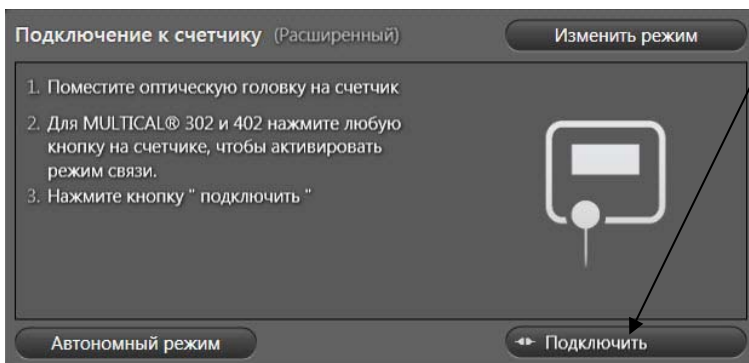 Подключение к счетчику (Расширенный)
Изменить режим
1. Поместите оптическую головку на счетчик
2. Для MULTICAL® 302 и 402 нажмите любую
кнопку на счетчике, чтобы активировать
режим связи.
3. Нажмите кнопку " подключить "
Автономный режим
Подключить